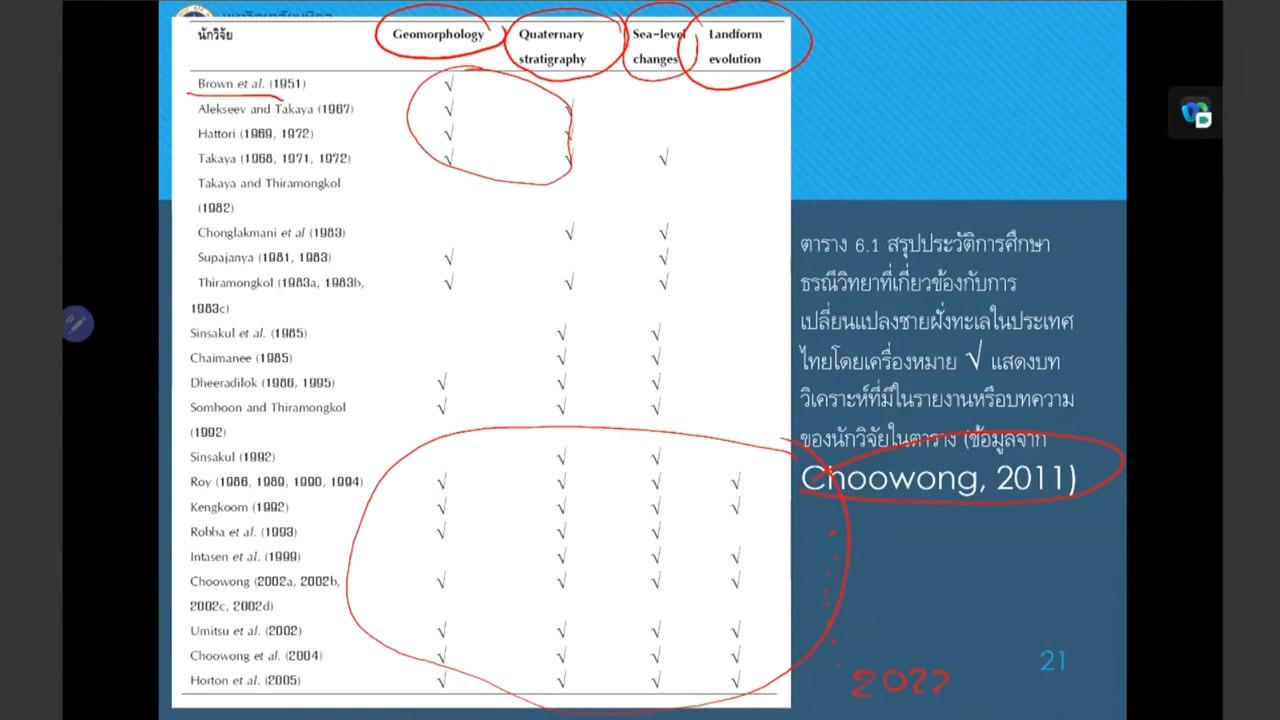 นักวิจัย Geomorphology Quaternary stratigraphy Sea-level changes Landform evolution
Brown et al. (1951) √
Alekseev and Takaya (1967) √ √
Hattori (1969, 1972) √ √
Takaya (1968, 1971, 1972) √ √ √
Takaya and Thiramongkol
(1982)
Chonglakmani et al (1983) √ √
Supajanya (1981, 1983) √ √
Thiramongkol (1983a, 1983b, √ √ √
1983c)
Sinsakul et al. (1985) √ √
Chaimanee (1985) √ √
Dheeradilok (1986, 1995) √ √ √
Somboon and Thiramongkol √ √ √
(1992)
Sinsakul (1992) √ √
Roy (1986, 1989, 1990, 1994) √ √ √ √
Kengkoom (1992) √ √ √ √
Robba et al. (1993) √ √ √
Intasen et al. (1999) √ √ √
Choowong (2002a, 2002b, √ √ √ √
2002c, 2002d)
Umitsu et al. (2002) √ √ √ √
Choowong et al. (2004) √ √ √ √
Horton et al. (2005) √ √ √ √
ตาราง 6.1 สรุปประวัติการศึกษา
ธรณีวิทยาที่เกี่ยวข้องกับการ
เปลี่ยนแปลงชายฝั่งทะเลในประเทศ
ไทยโดยเครื่องหมาย √ แสดงบท
วิเคราะห์ที่มีในรายงานหรือบทความ
ของนักวิจัยในตาราง (ข้อมูลจาก
Choowong, 2011)
21